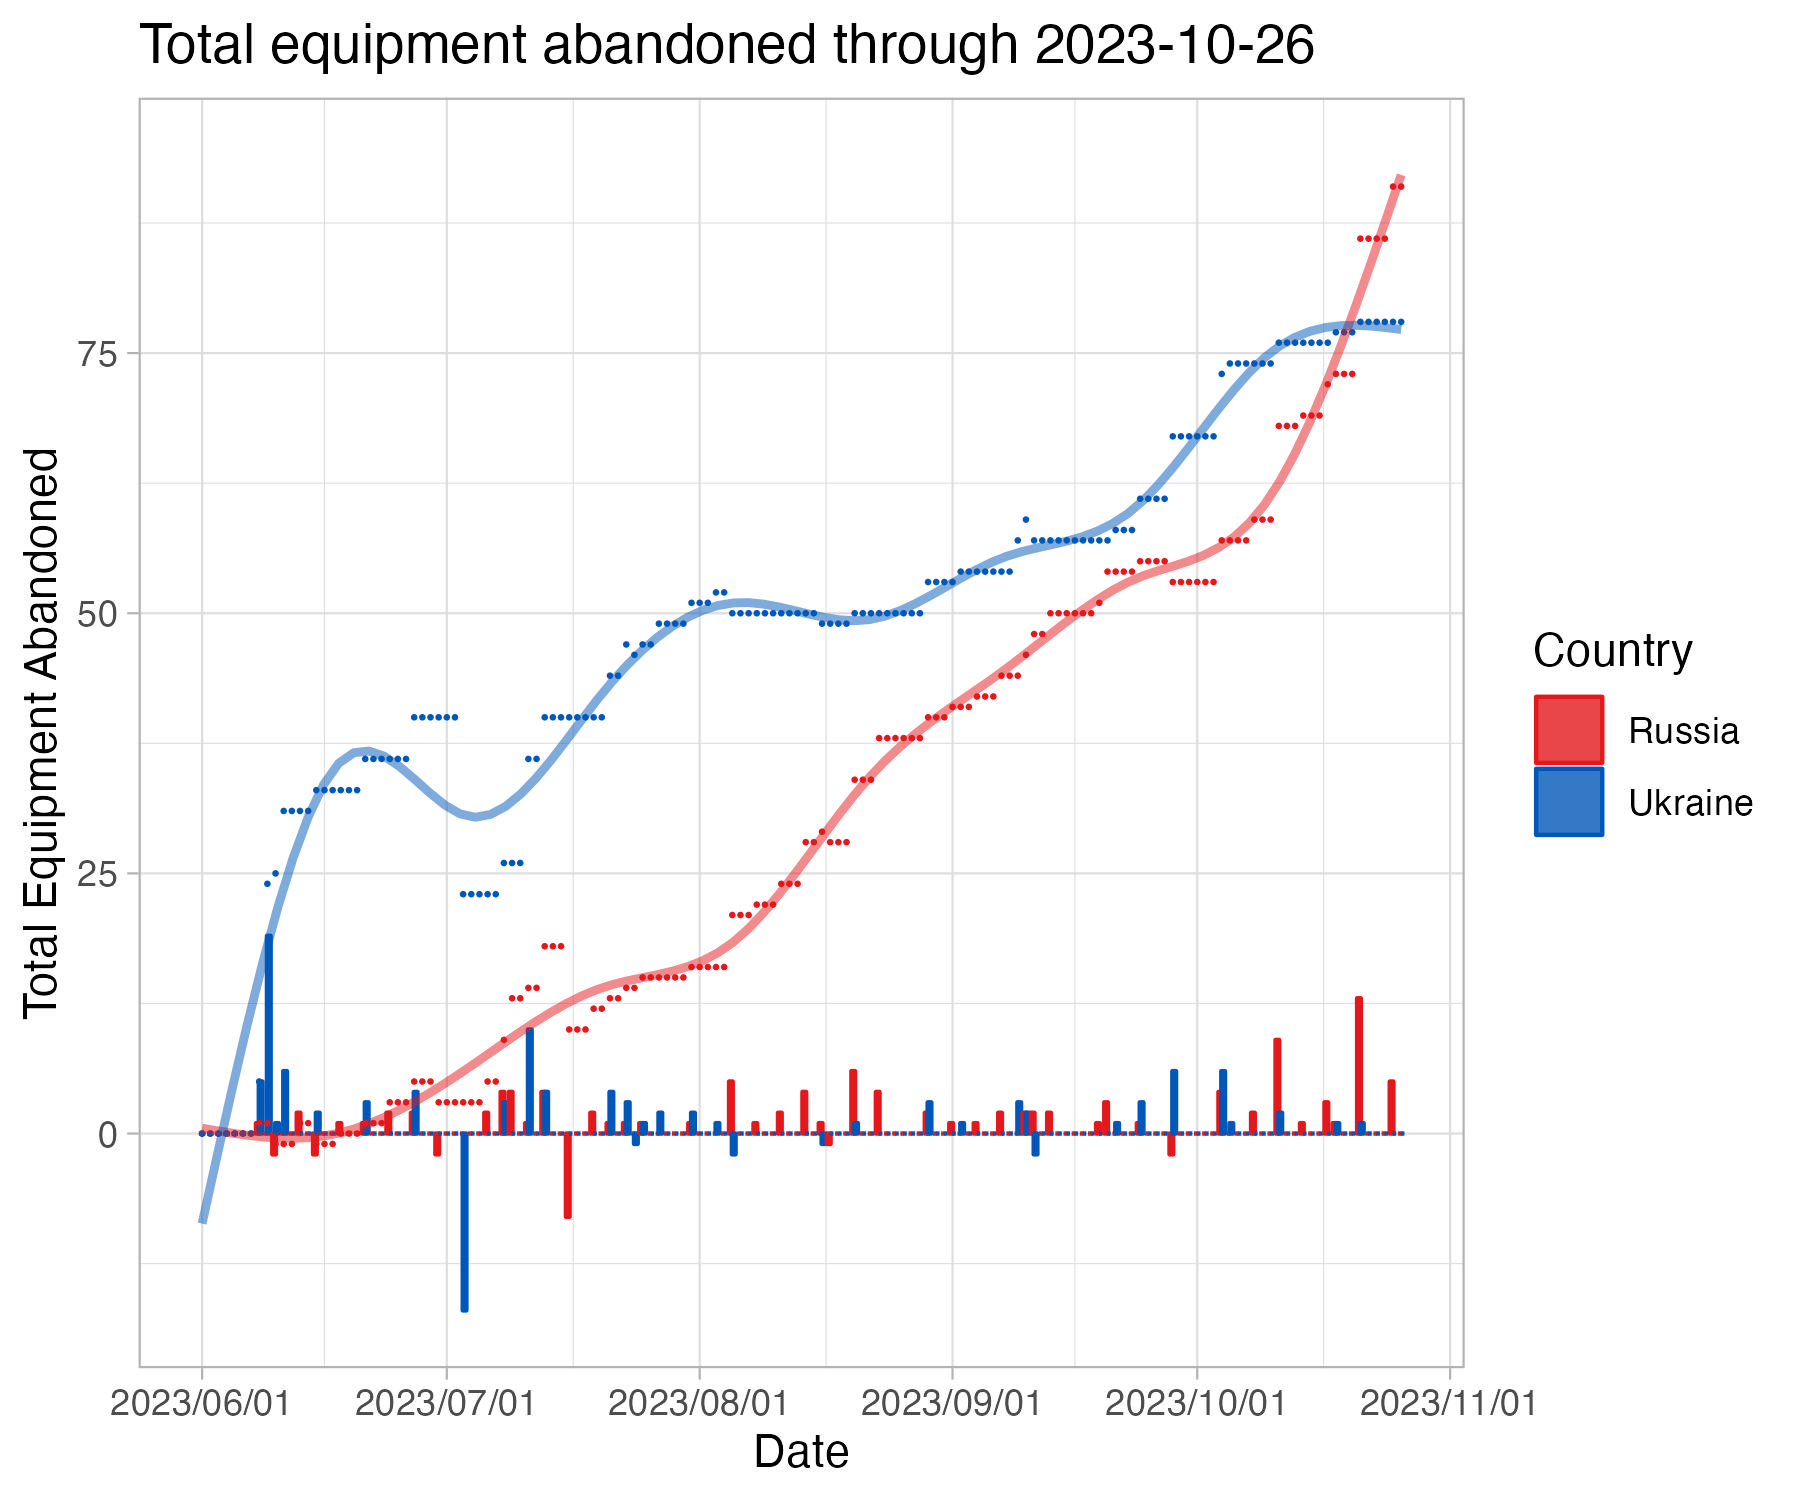 Total equipment abandoned through 2023-10-26
Total Equipment Abandoned
75
50
25
0
2023/06/01
2023/07/01
2023/08/01
2023/09/01
2023/10/01
2023/11/01
Date
Country
Russia
Ukraine